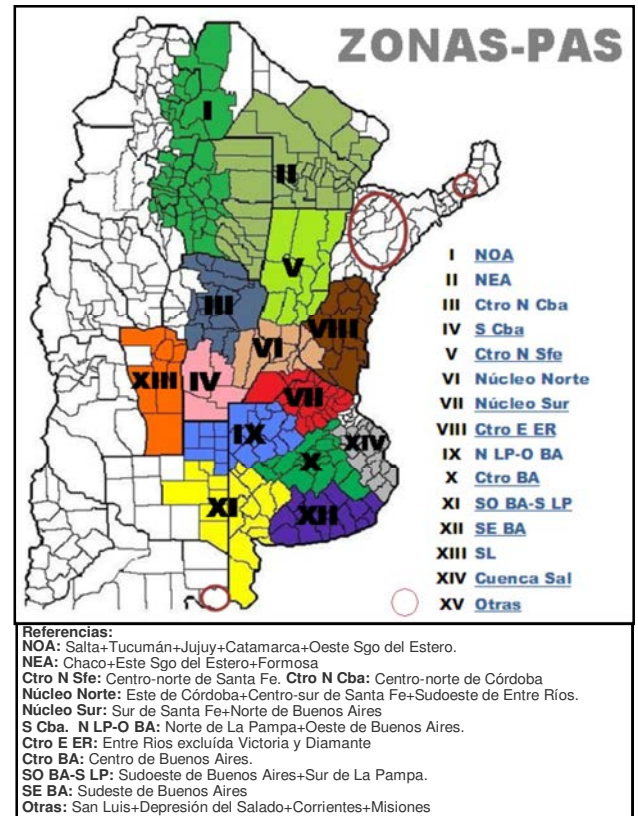 ZONAS-PAS
I
II
V
III
VIII
VI
XIII
IV
VII
IX
XIV
X
XI
XII
I NOA
II NEA
III Ctro N Cba
IV S Cba
V Ctro N Sfe
VI Núcleo Norte
VII Núcleo Sur
VIII Ctro E ER
IX N LP-O BA
X Ctro BA
XI SO BA-S LP
XII SE BA
XIII SL
XIV Cuenca Sal
XV Otras
Referencias:
NOA: Salta+Tucumán+Jujuy+Catamarca+Oeste Sgo del Estero.
NEA: Chaco+Este Sgo del Estero+Formosa
Ctro N Sfe: Centro-norte de Santa Fe. Ctro N Cba: Centro-norte de Córdoba
Núcleo Norte: Este de Córdoba+Centro-sur de Santa Fe+Sudoeste de Entre Ríos.
Núcleo Sur: Sur de Santa Fe+Norte de Buenos Aires
S Cba. N LP-O BA: Norte de La Pampa+Oeste de Buenos Aires.
Ctro E ER: Entre Rios excluída Victoria y Diamante
Ctro BA: Centro de Buenos Aires.
SO BA-S LP: Sudoeste de Buenos Aires+Sur de La Pampa.
SE BA: Sudeste de Buenos Aires
Otras: San Luis+Depresión del Salado+Corrientes+Misiones